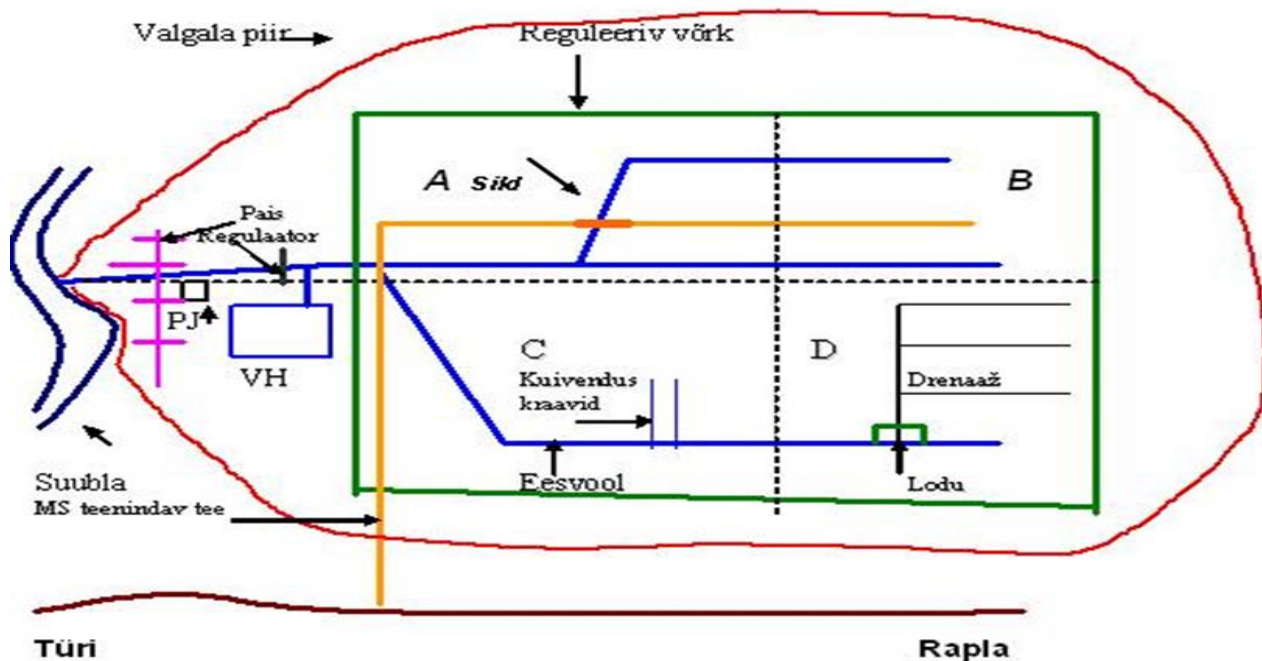 Valgala piir
Reguleeriv võrk
A
Sild
B
Pais
Regulaator
PJ
VH
C
D
Kuivendus
kraavid
Drenaaž
Suubla
Eesvool
Lodu
MS teenindav tee
Türi
Rapla